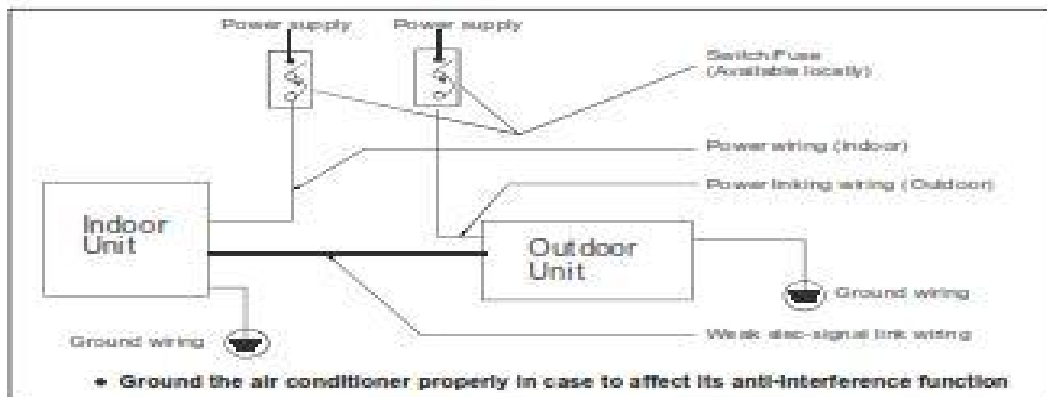 Power supply Power supply
Switch/Fuse
(Available locally)
Power wiring (Indoor)
Power linking wiring (Outdoor)
Indoor
Unit
Outdoor
Unit
Ground wiring
Ground wiring
Weak elec-signal link wiring
• Ground the air conditioner properly in case to affect its anti-interference function